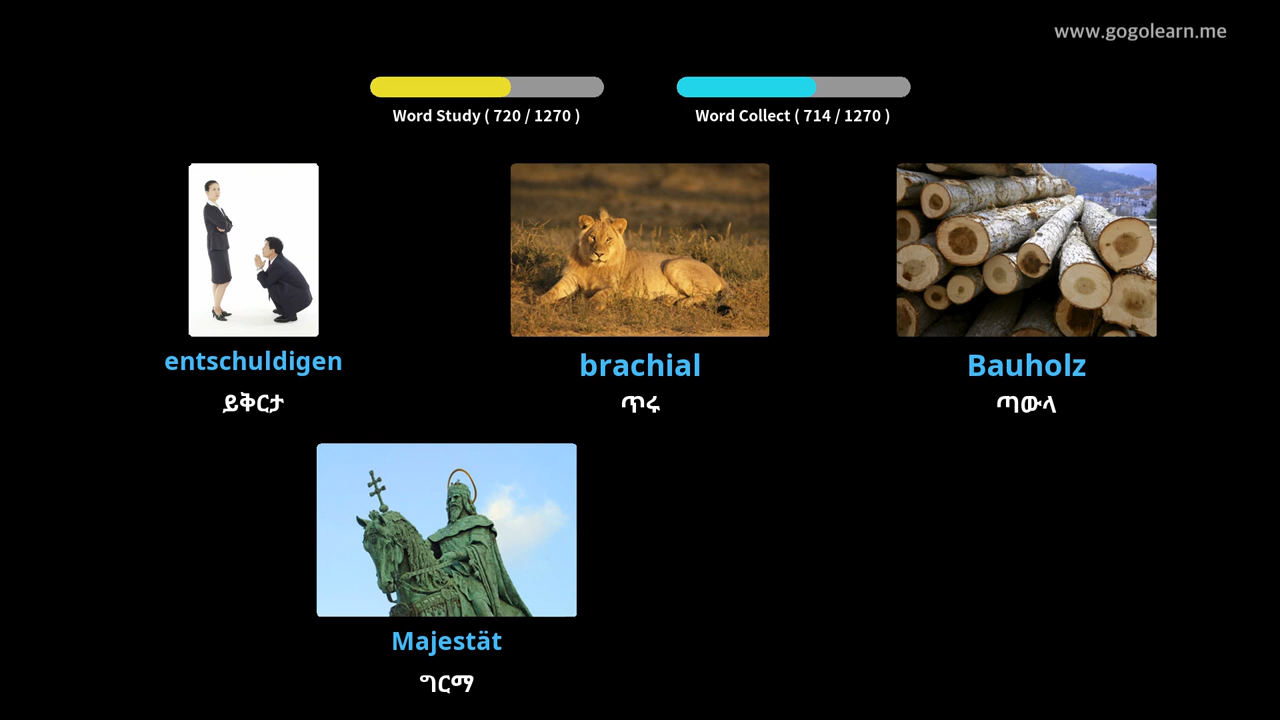 www.gogolearn.me
Word Study ( 720 / 1270 )
Word Collect ( 714 / 1270 )
entschuldigen
brachial
Bauholz
ይቅርታ
ጥሩ
ጣውላ
Majestät
ግርማ